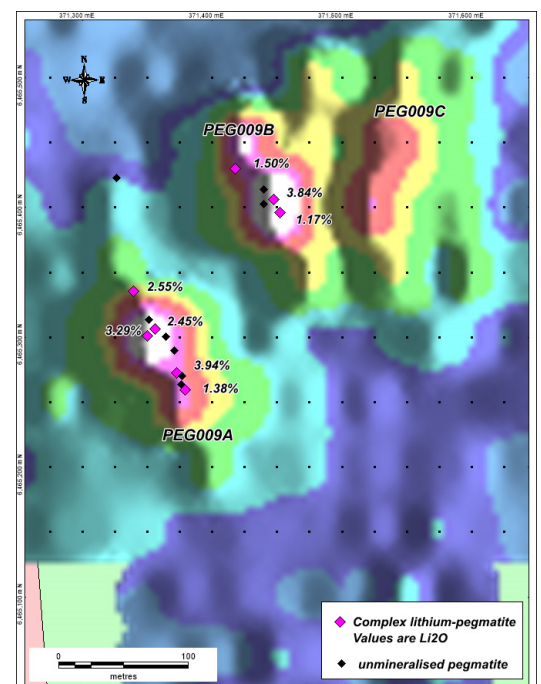 371,300 mE 371,400 mE 371,500 mE 371,600 mE
6,465,500 mN
N
W E
S
PEG009C
PEG009B
1.50%
3.84%
6,465,400 mN
1.17%
2.55%
2.45%
3.29%
6,465,300 mN
3.94%
1.38%
PEG009A
6,465,200 mN
6,465,100 mN
Complex lithium-pegmatite
Values are Li2O
unmineralised pegmatite
0 100
metres